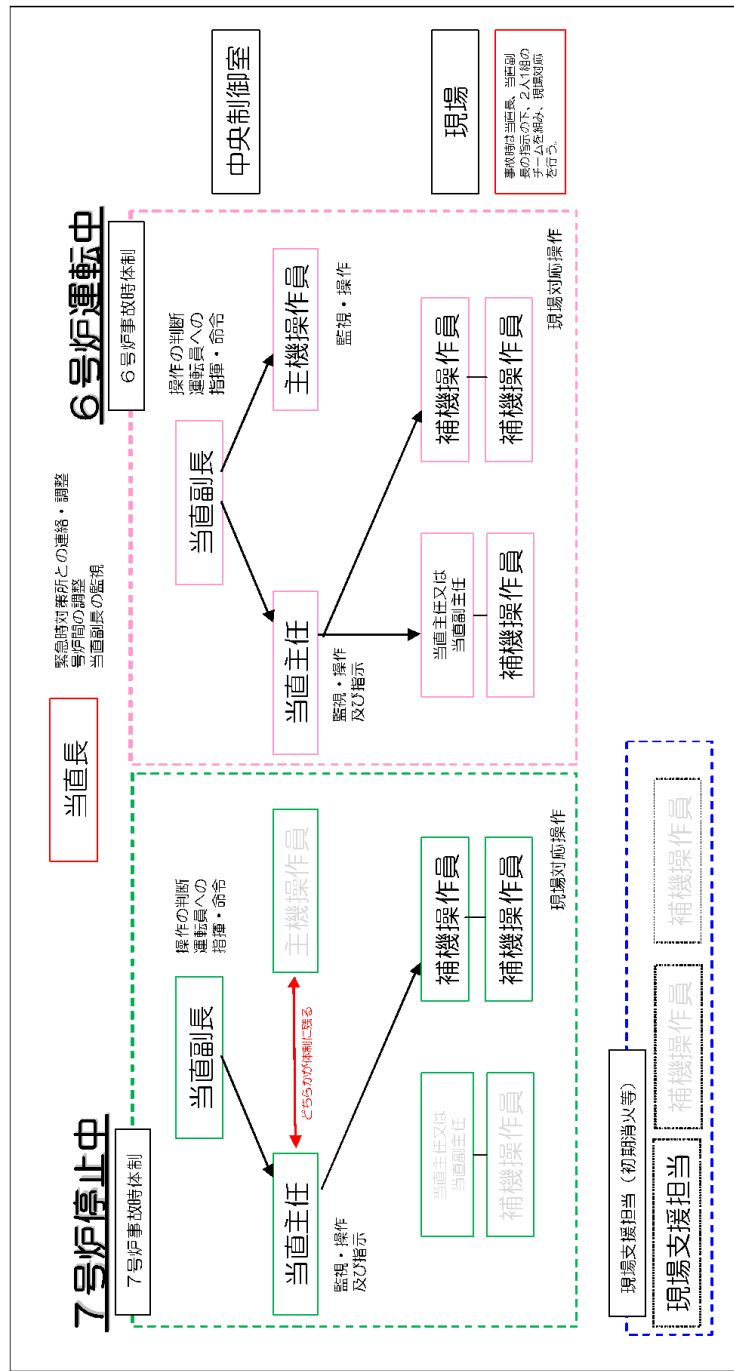 7号炉停止中
6号炉運転中
当直長
緊急時対策所との連絡・調整
号炉間の調整
当直副長の監視
7号炉事故時体制
当直副長
操作の判断
運転員への
指揮・命令
当直主任
監視・操作
及び指示
どちらかが体制に残る
主機操作員
当直主任又は
当直副主任
補機操作員
補機操作員
補機操作員
現場対応操作
6号炉事故時体制
当直副長
操作の判断
運転員への
指揮・命令
当直主任
監視・操作
及び指示
主機操作員
監視・操作
当直主任又は
当直副主任
補機操作員
補機操作員
補機操作員
現場対応操作
中央制御室
現場
事故時は当直長、当直副
長の指示の下、2人1組の
チームを組み、現場対応
を行う。
現場支援担当(初期消火等)
現場支援担当
補機操作員
補機操作員